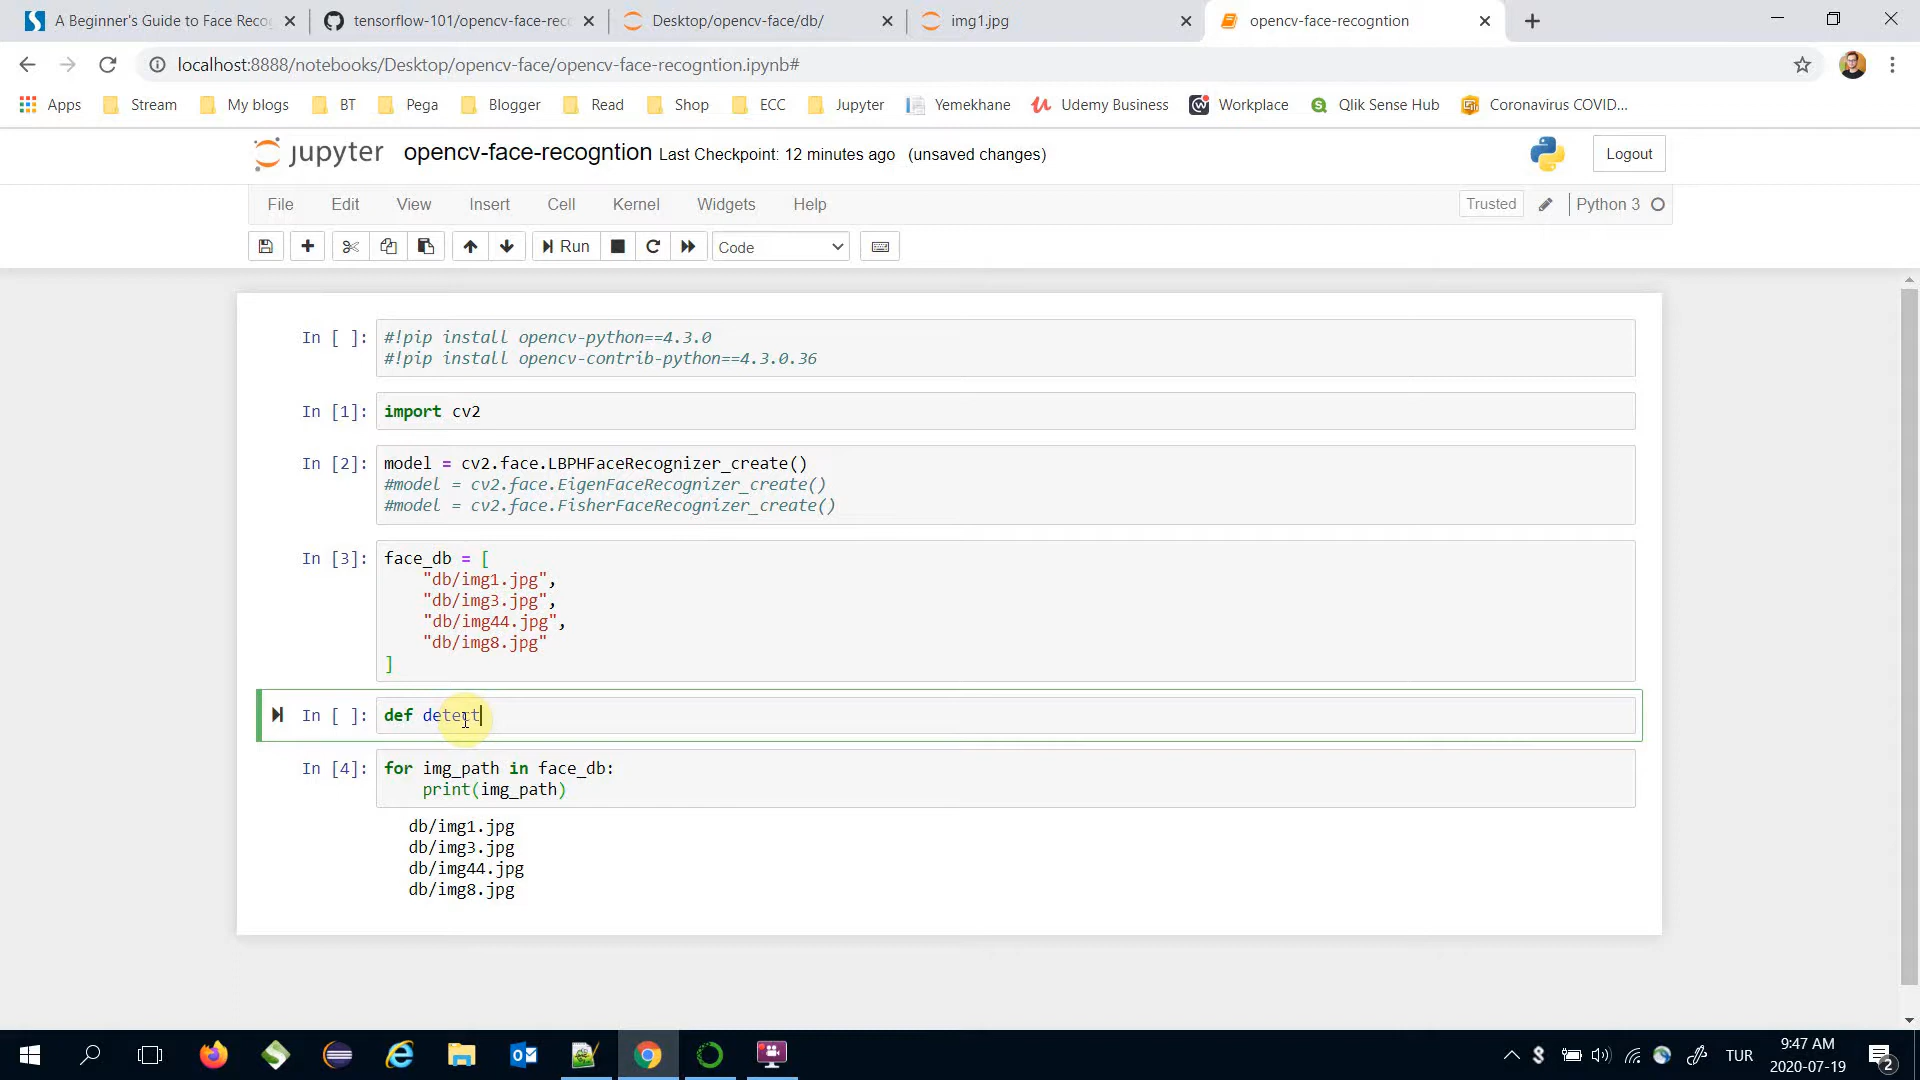 A Beginner's Guide to Face Reco
tensorflow-101/opencv-face-rec
Desktop/opencv-face/db/
img1.jpg
opencv-face-recogntion
localhost:8888/notebooks/Desktop/opencv-face/opencv-face-recogntion.ipynb#
Apps
Stream
My blogs
BT
Pega
Blogger
Read
Shop
ECC
Jupyter
Yemekhane
Udemy Business
Workplace
Qlik Sense Hub
Coronavirus COVID...
jupyter opencv-face-recogntion Last Checkpoint: 12 minutes ago (unsaved changes)
Logout
File Edit View Insert Cell Kernel Widgets Help
Trusted
Python 3
Run
Code
In [ ]: #!pip install opencv-python==4.3.0
#!pip install opencv-contrib-python==4.3.0.36
In [1]: import cv2
In [2]: model = cv2.face.LBPHFaceRecognizer_create()
#model = cv2.face.EigenFaceRecognizer_create()
#model = cv2.face.FisherFaceRecognizer_create()
In [3]: face_db = [
"db/img1.jpg",
"db/img3.jpg",
"db/img44.jpg",
"db/img8.jpg"
]
In [ ]: def detect
In [4]: for img_path in face_db:
print(img_path)
db/img1.jpg
db/img3.jpg
db/img44.jpg
db/img8.jpg
TUR
9:47 AM
2020-07-19
2